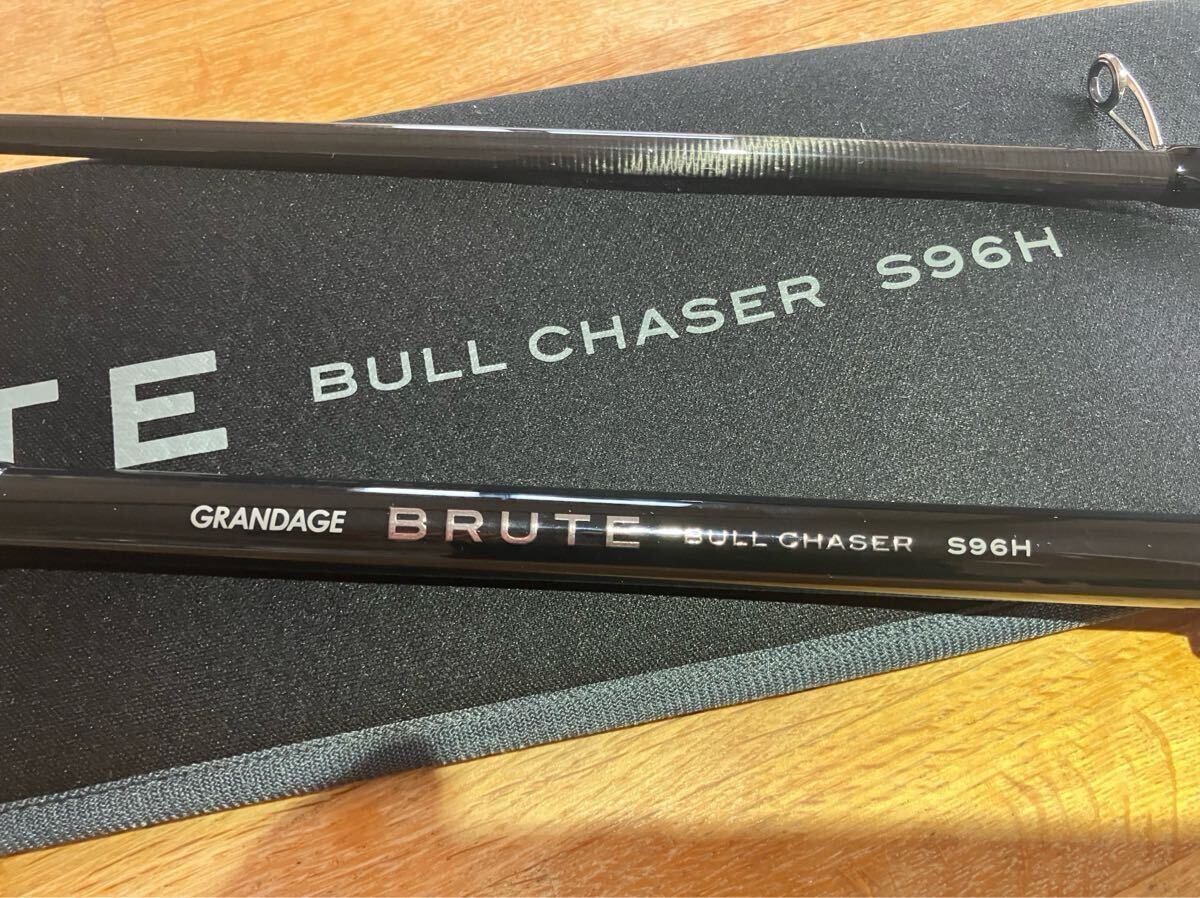 TE BULL CHASER S96H
GRANDAGE BRUTE BULL CHASER S96H